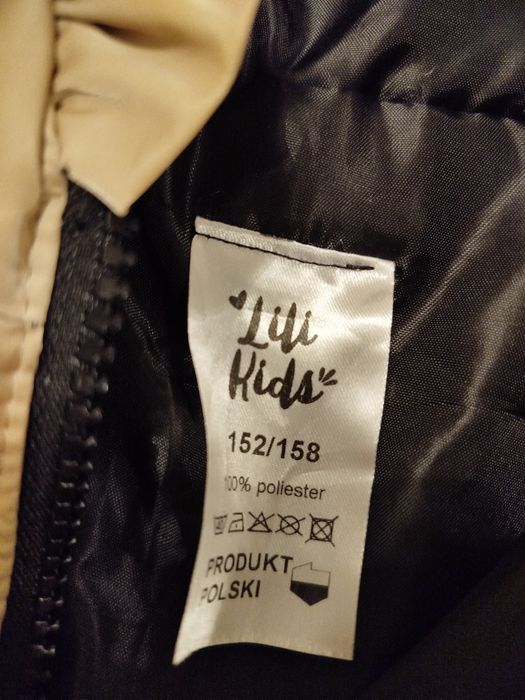 Lili
Kids
152/158
100% poliester
PRODUKT
POLSKI